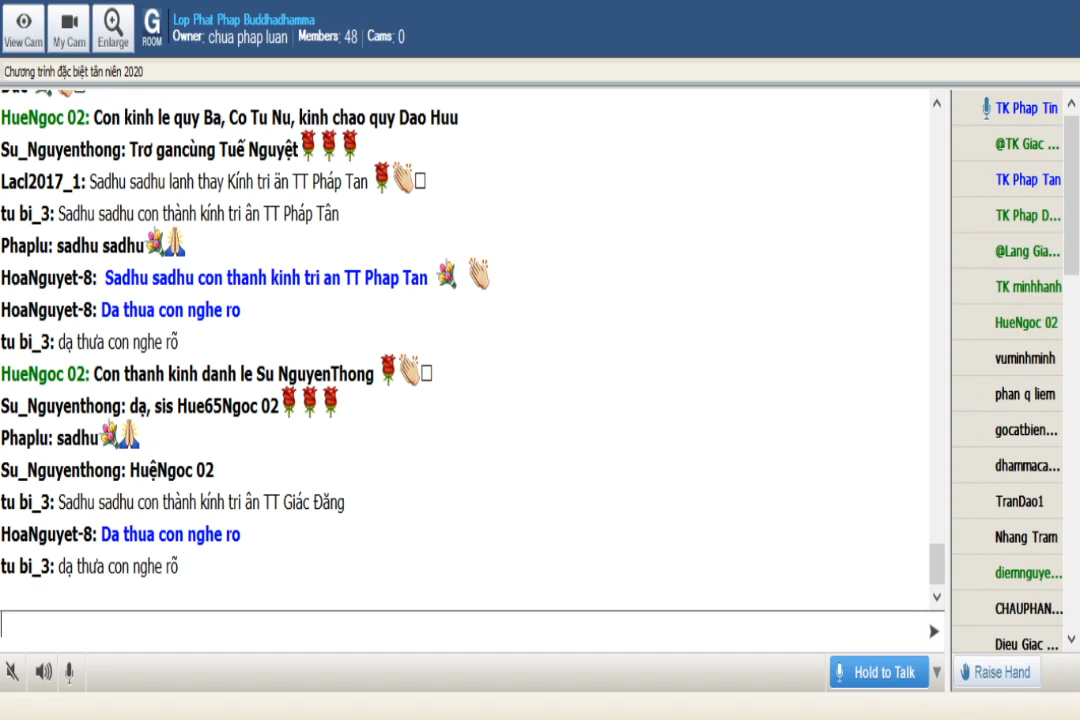 Lop Phat Phap Buddhadhamma
View Cam My Cam Enlarge G ROOM Owner: chua phap luan Members: 48 Cams: 0
Chương trình đặc biệt tân niên 2020
HueNgoc 02: Con kinh le quy Ba, Co Tu Nu, kinh chao quy Dao Huu
Su_Nguyenthong: Trơ gancùng Tuế Nguyệt
Lacl2017_1: Sadhu sadhu lanh thay Kính tri ân TT Pháp Tan
tu bi_3: Sadhu sadhu con thành kính tri ân TT Pháp Tân
Phaplu: sadhu sadhu
HoaNguyet-8: Sadhu sadhu con thanh kinh tri an TT Phap Tan
HoaNguyet-8: Da thua con nghe ro
tu bi_3: dạ thưa con nghe rõ
HueNgoc 02: Con thanh kinh danh le Su NguyenThong
Su_Nguyenthong: dạ, sis Hue65Ngoc 02
Phaplu: sadhu
Su_Nguyenthong: HuệNgoc 02
tu bi_3: Sadhu sadhu con thành kính tri ân TT Giác Đăng
HoaNguyet-8: Da thua con nghe ro
tu bi_3: dạ thưa con nghe rõ
TK Phap Tin
@TK Giac ...
TK Phap Tan
TK Phap D...
@Lang Gia...
TK minhhanh
HueNgoc 02
vuminhminh
phan q liem
gocatbien...
dhammaca...
TranDao1
Nhang Tram
diemnguye...
CHAUPHAN...
Dieu Giac ...
Hold to Talk
Raise Hand